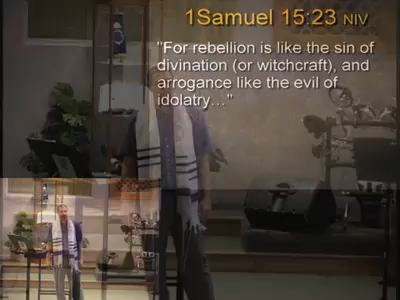 1Samuel 15:23 NIV
"For rebellion is like the sin of
divination (or witchcraft), and
arrogance like the evil of
idolatry…"